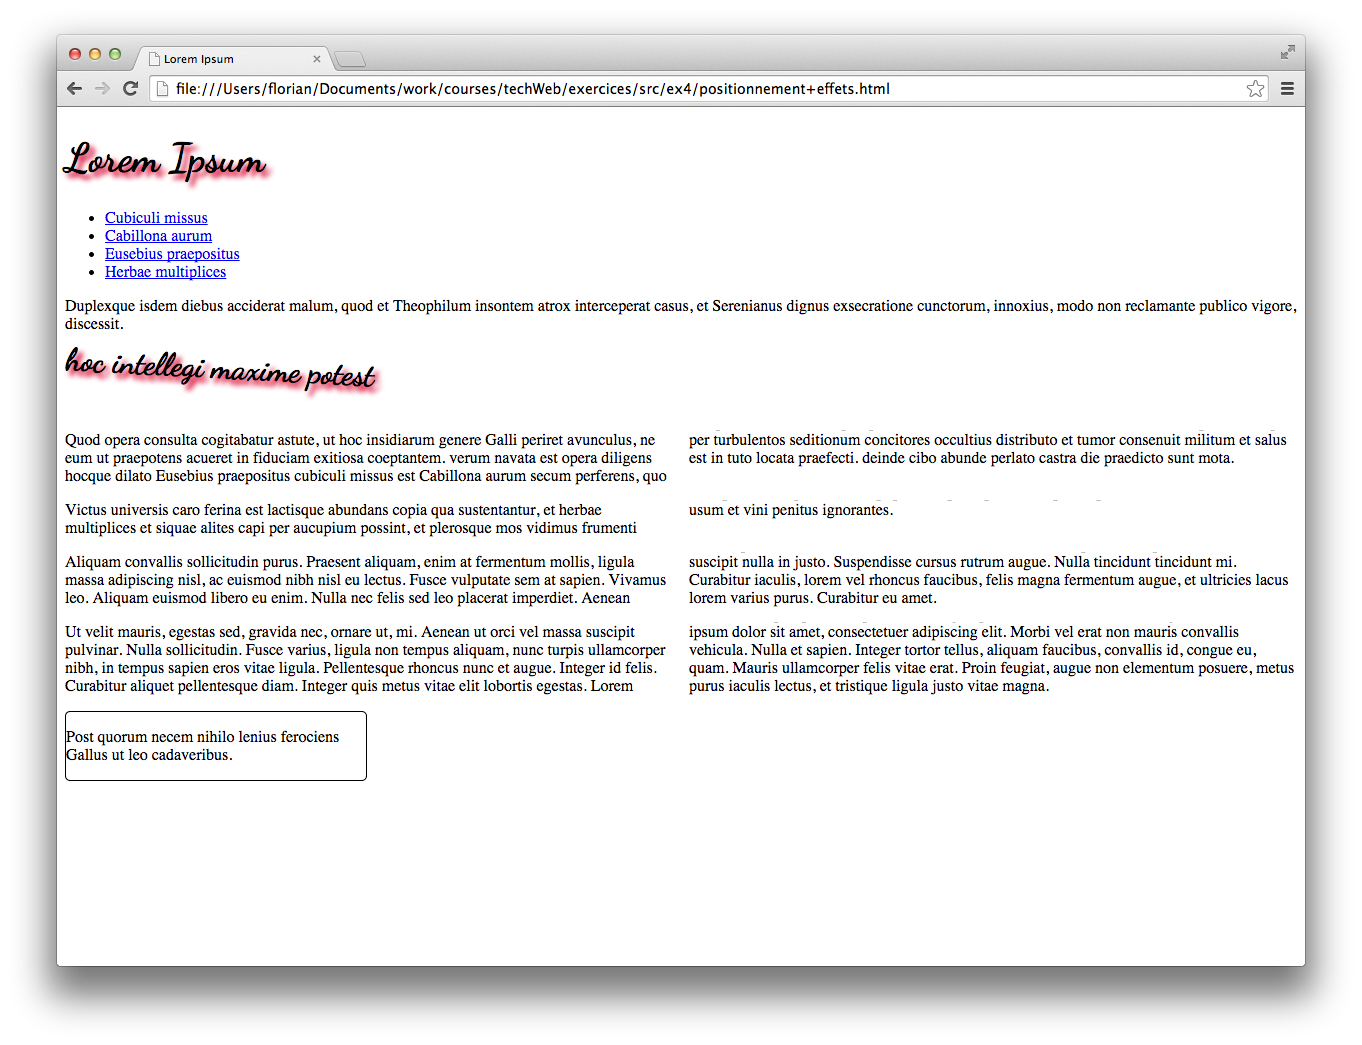 Lorem Ipsum
file:///Users/florian/Documents/work/courses/techWeb/exercices/src/ex4/positionnement+effets.html
Lorem Ipsum
Cubiculi missus
Cabillona aurum
Eusebius praepositus
Herbae multiplices
Duplexque isdem diebus acciderat malum, quod et Theophilum insontem atrox interceperat casus, et Serenianus dignus exsecratione cunctorum, innoxius, modo non reclamante publico vigore,
discessit.
hoc intellegi maxime potest
Quod opera consulta cogitabatur astute, ut hoc insidiarum genere Galli periret avunculus, ne
eum ut praepotens acueret in fiduciam exitiosa coeptantem. verum navata est opera diligens
hocque dilato Eusebius praepositus cubiculi missus est Cabillona aurum secum perferens, quo
per turbulentos seditionum concitores occultius distributo et tumor consenuit militum et salus
est in tuto locata praefecti. deinde cibo abunde perlato castra die praedicto sunt mota.
Victus universis caro ferina est lactisque abundans copia qua sustentantur, et herbae
multiplices et siquae alites capi per aucupium possint, et plerosque mos vidimus frumenti
usum et vini penitus ignorantes.
Aliquam convallis sollicitudin purus. Praesent aliquam, enim at fermentum mollis, ligula
massa adipiscing nisl, ac euismod nibh nisl eu lectus. Fusce vulputate sem at sapien. Vivamus
leo. Aliquam euismod libero eu enim. Nulla nec felis sed leo placerat imperdiet. Aenean
suscipit nulla in justo. Suspendisse cursus rutrum augue. Nulla tincidunt tincidunt mi.
Curabitur iaculis, lorem vel rhoncus faucibus, felis magna fermentum augue, et ultricies lacus
lorem varius purus. Curabitur eu amet.
Ut velit mauris, egestas sed, gravida nec, ornare ut, mi. Aenean ut orci vel massa suscipit
pulvinar. Nulla sollicitudin. Fusce varius, ligula non tempus aliquam, nunc turpis ullamcorper
nibh, in tempus sapien eros vitae ligula. Pellentesque rhoncus nunc et augue. Integer id felis.
Curabitur aliquet pellentesque diam. Integer quis metus vitae elit lobortis egestas. Lorem
ipsum dolor sit amet, consectetuer adipiscing elit. Morbi vel erat non mauris convallis
vehicula. Nulla et sapien. Integer tortor tellus, aliquam faucibus, convallis id, congue eu,
quam. Mauris ullamcorper felis vitae erat. Proin feugiat, augue non elementum posuere, metus
purus iaculis lectus, et tristique ligula justo vitae magna.
Post quorum necem nihilo lenius ferociens
Gallus ut leo cadaveribus.